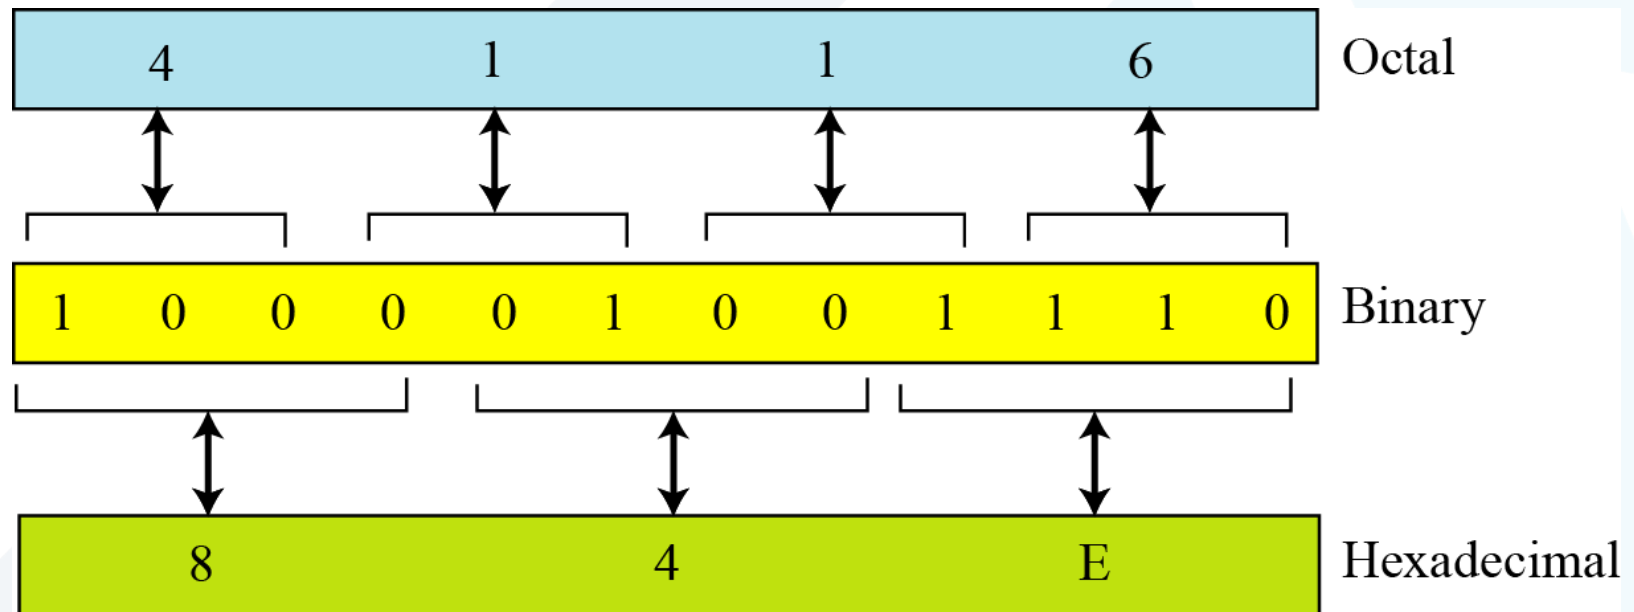 4 1 1 6 Octal
1 0 0 0 0 1 0 0 1 1 1 0 Binary
8 4 E Hexadecimal